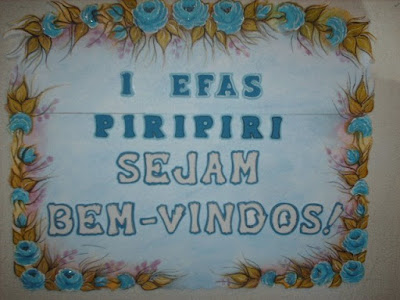 I EFAS
PIRIPIRI
SEJAM
BEM-VINDOS!